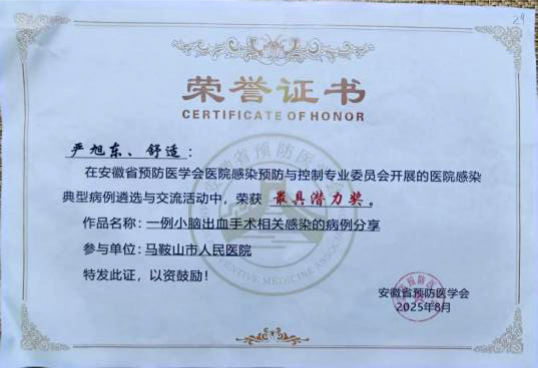 29
荣誉证书
CERTIFICATE OF HONOR
严旭东、舒适：
在安徽省预防医学会医院感染预防与控制专业委员会开展的医院感染
典型病例遴选与交流活动中，荣获 最具潜力奖。
作品名称：一例小脑出血手术相关感染的病例分享
参与单位：马鞍山市人民医院
特发此证，以资鼓励！
安徽省预防医学会
2025年8月